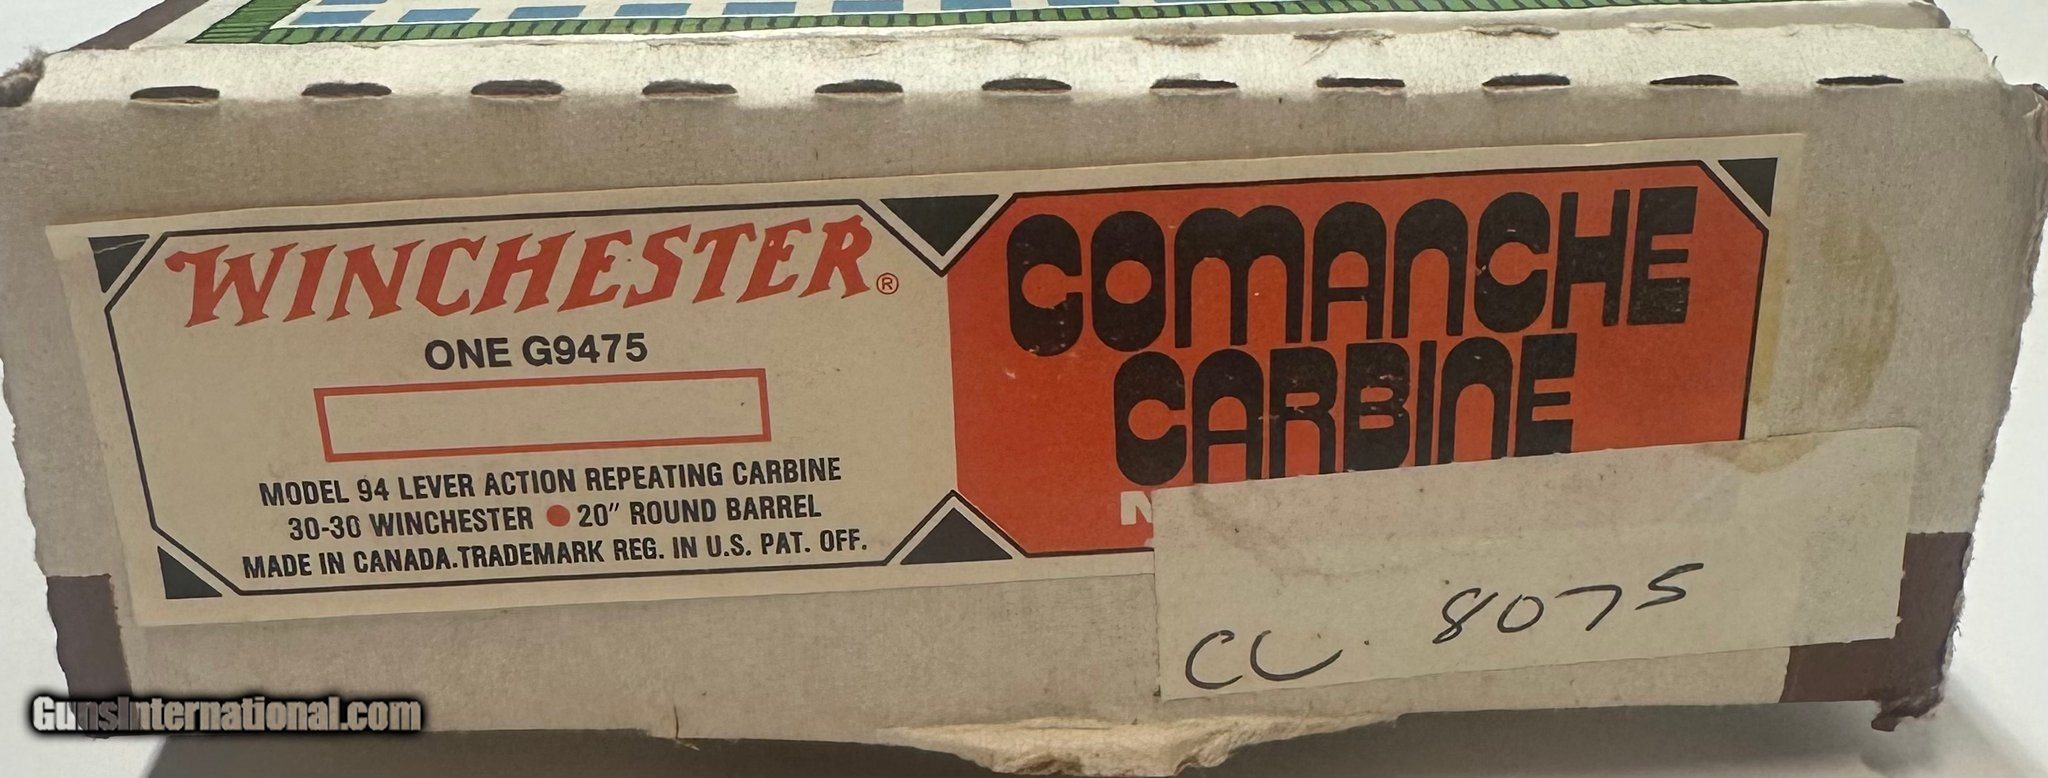 WINCHESTER®
ONE G9475
MODEL 94 LEVER ACTION REPEATING CARBINE
30-30 WINCHESTER ● 20" ROUND BARREL
MADE IN CANADA.TRADEMARK REG. IN U.S. PAT. OFF.
COMANCHE
CARBINE
N
CC. 8075
GunsInternational.com